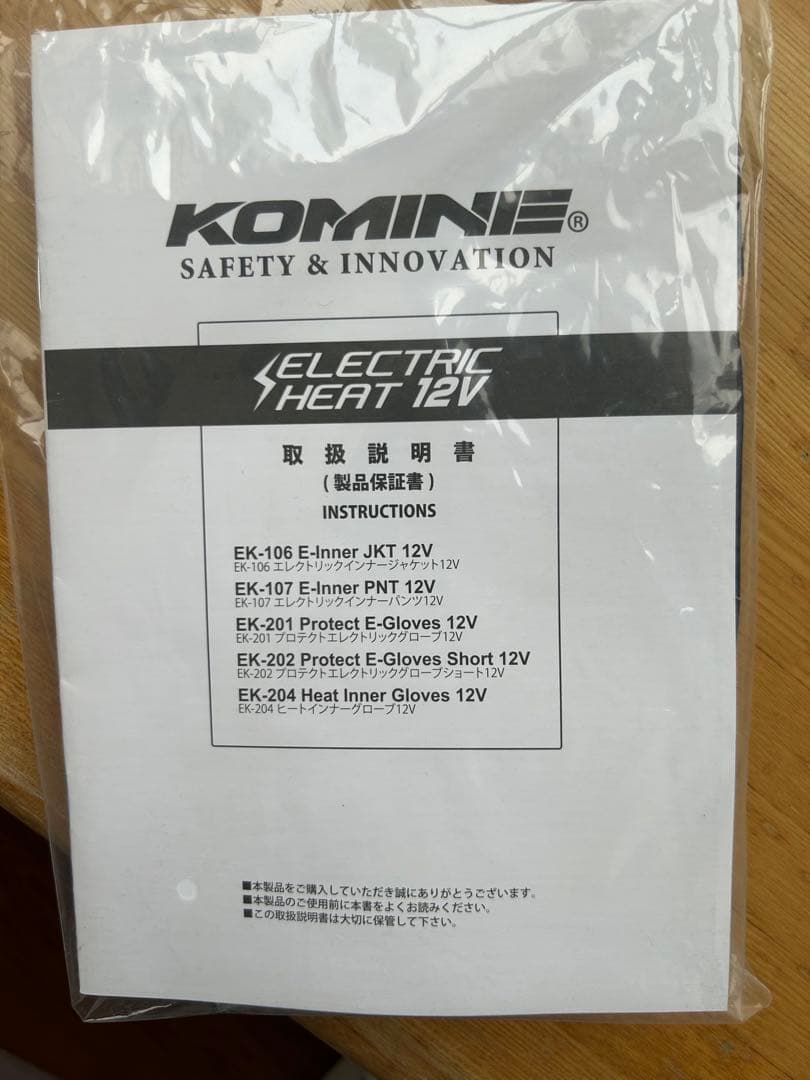 KOMINE®
SAFETY & INNOVATION
ELECTRIC
HEAT 12V
取扱説明書
(製品保証書)
INSTRUCTIONS
EK-106 E-Inner JKT 12V
EK-106 エレクトリックインナージャケット12V
EK-107 E-Inner PNT 12V
EK-107 エレクトリックインナーパンツ12V
EK-201 Protect E-Gloves 12V
EK-201 プロテクトエレクトリックグローブ12V
EK-202 Protect E-Gloves Short 12V
EK-202 プロテクトエレクトリックグローブショート12V
EK-204 Heat Inner Gloves 12V
EK-204 ヒートインナーグローブ12V
■本製品をご購入していただき誠にありがとうございます。
■本製品のご使用前に本書をよくお読みください。
■この取扱説明書は大切に保管して下さい。